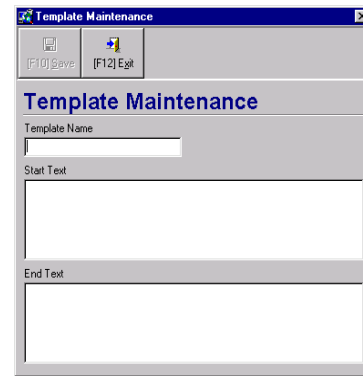 Template Maintenance
[F10] Save
[F12] Exit
Template Maintenance
Template Name
Start Text
End Text